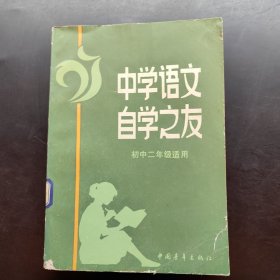 中学语文
自学之友
初中二年级适用
中国青年出版社